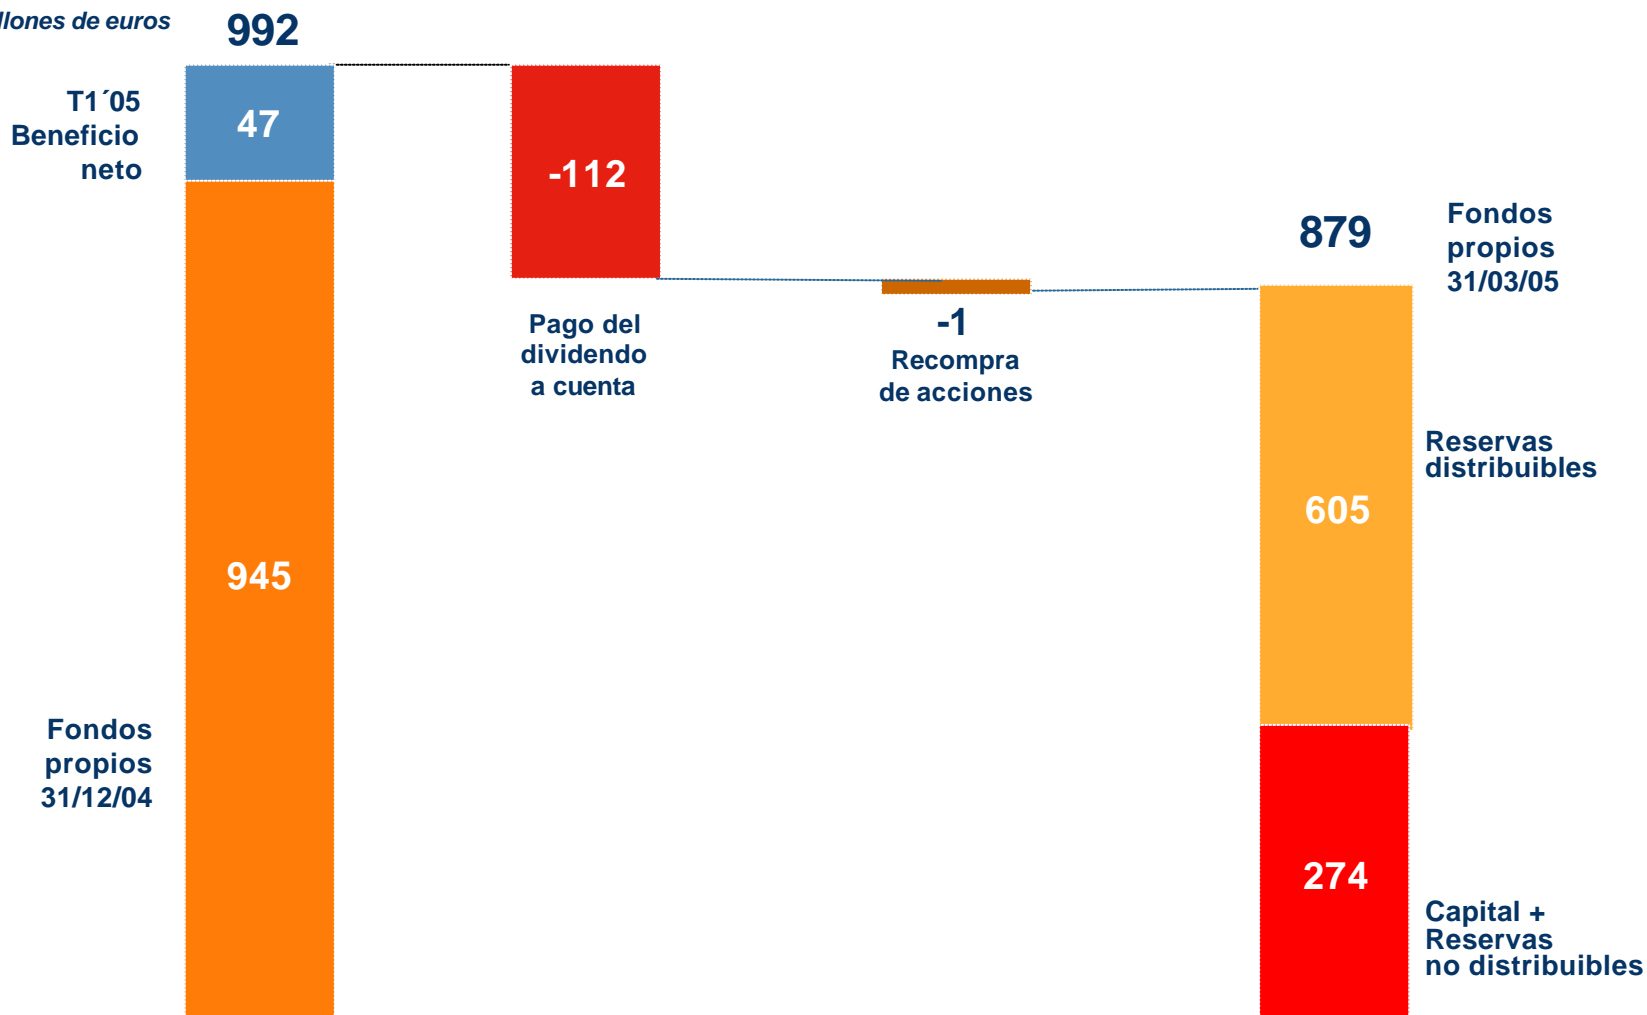 de euros
992
T1´05
Beneficio
neto
47
-112
945
Fondos
propios
31/12/04
Pago del
dividendo
a cuenta
-1
Recompra
de acciones
879
Fondos
propios
31/03/05
Reservas
distribuibles
605
274
Capital +
Reservas
no distribuibles